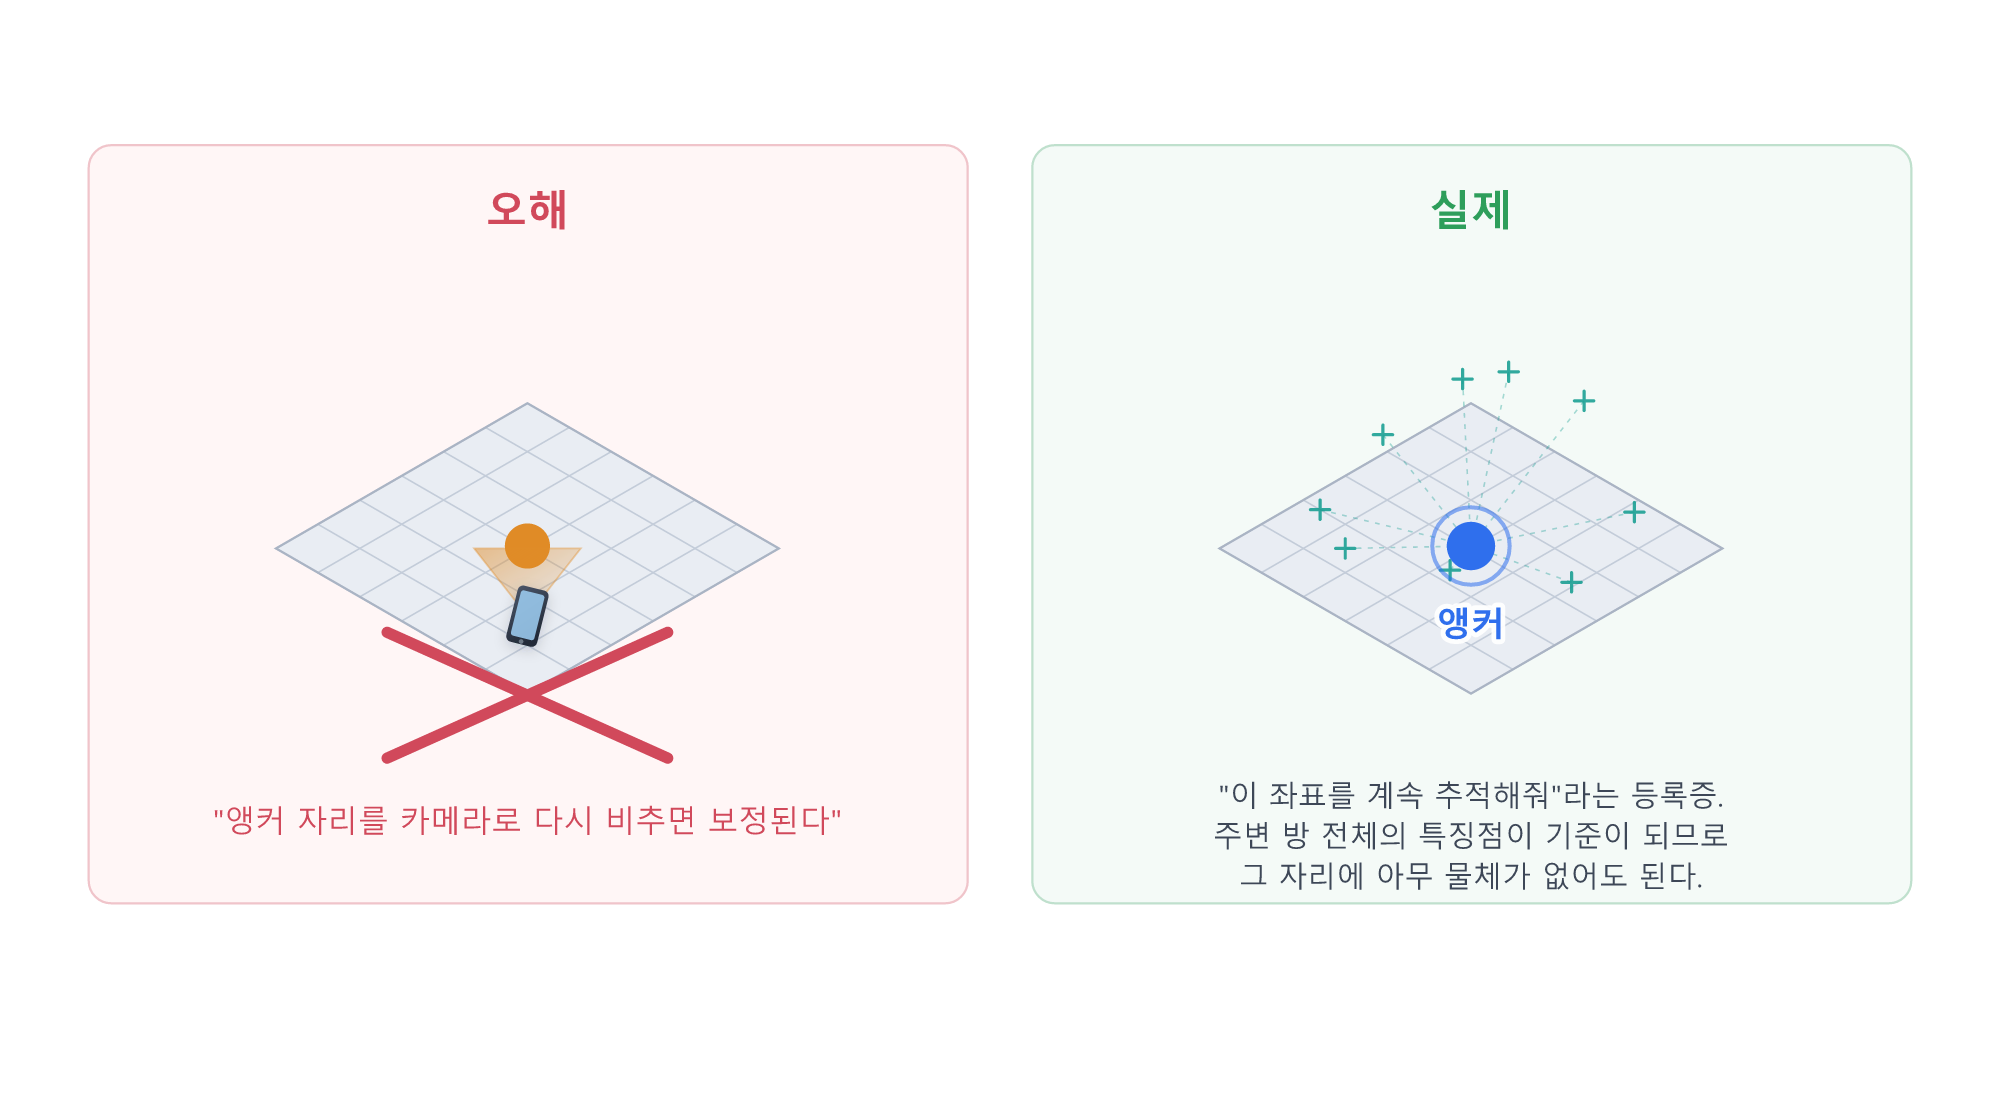 오해
"앵커 자리를 카메라로 다시 비추면 보정된다"
실제
앵커
"이 좌표를 계속 추적해줘"라는 등록증.
주변 방 전체의 특징점이 기준이 되므로
그 자리에 아무 물체가 없어도 된다.